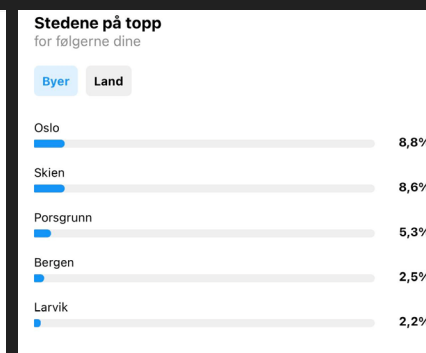 Stedene på topp
for følgerne dine
Byer Land
Oslo
8,8%
Skien
8,6%
Porsgrunn
5,3%
Bergen
2,5%
Larvik
2,2%